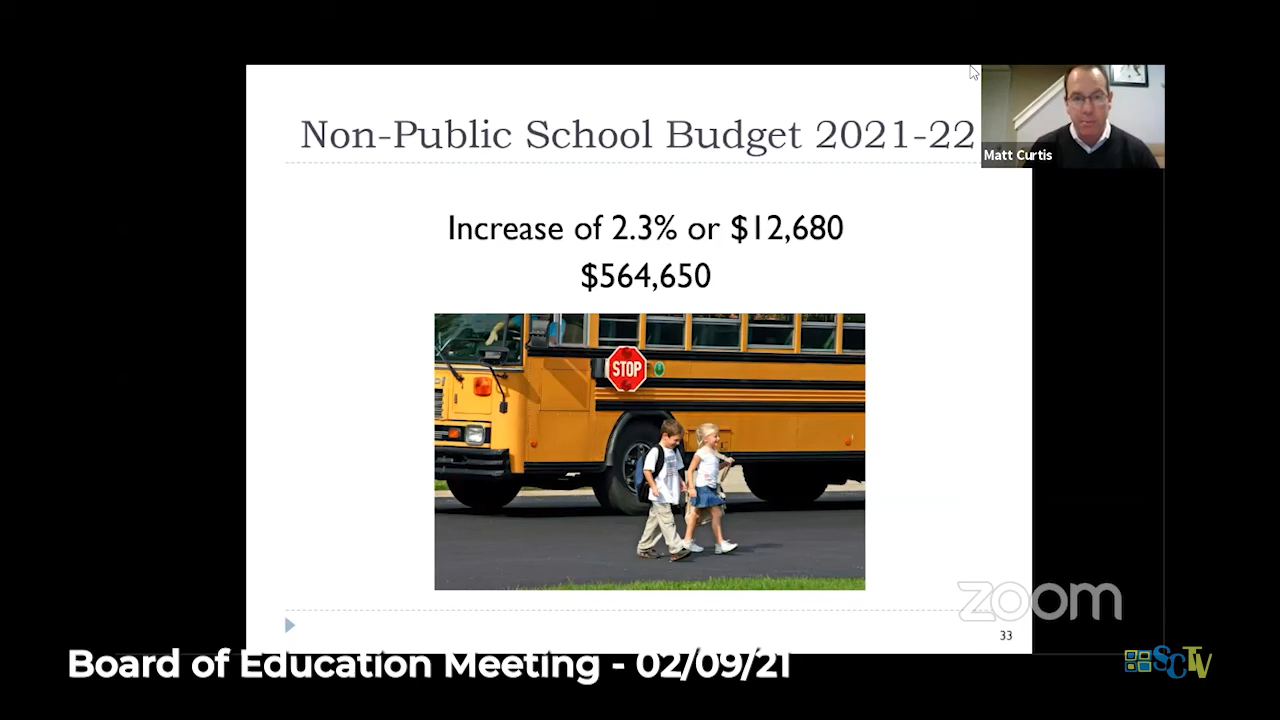 Non-Public School Budget 2021-22
Matt Curtis
Increase of 2.3% or $12,680
$564,650
STOP
zoom
33
Board of Education Meeting - 02/09/21
SCTV